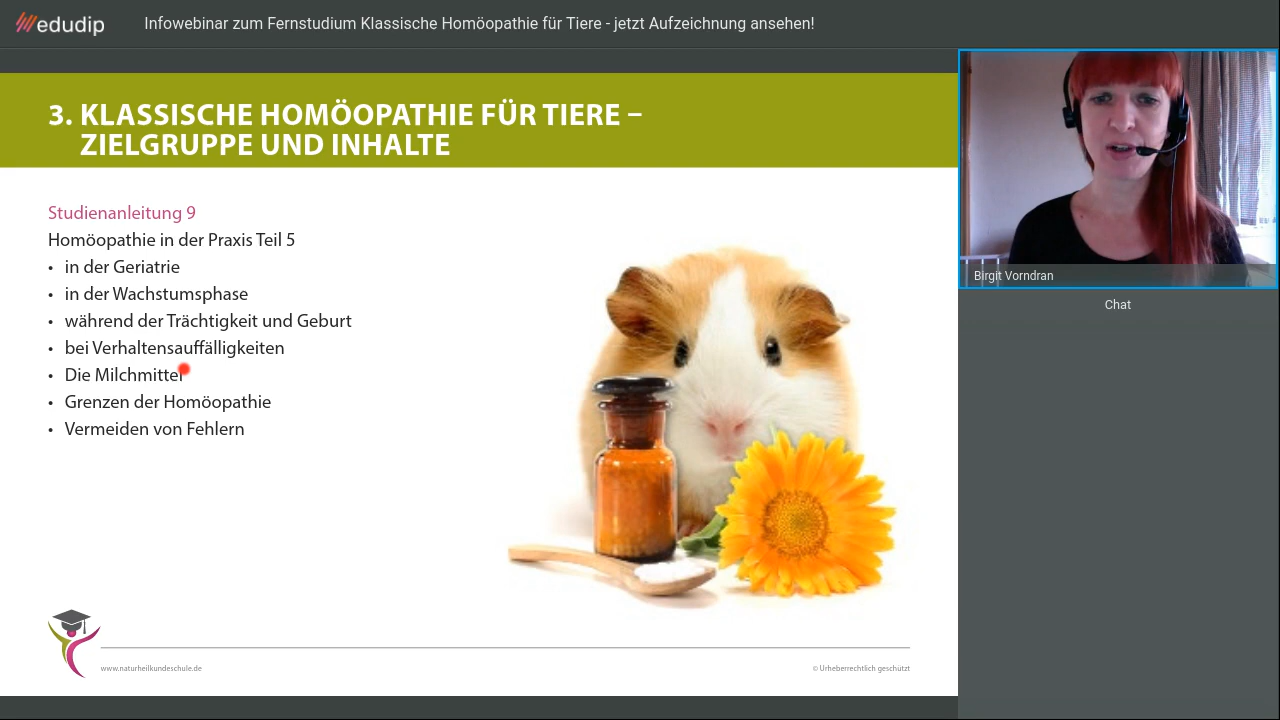 edudip
Infowebinar zum Fernstudium Klassische Homöopathie für Tiere - jetzt Aufzeichnung ansehen!
3. KLASSISCHE HOMÖOPATHIE FÜR TIERE –
ZIELGRUPPE UND INHALTE
Studienanleitung 9
Homöopathie in der Praxis Teil 5
• in der Geriatrie
• in der Wachstumsphase
• während der Trächtigkeit und Geburt
• bei Verhaltensauffälligkeiten
• Die Milchmittel
• Grenzen der Homöopathie
• Vermeiden von Fehlern
www.naturheilkundeschule.de
© Urheberrechtlich geschützt
Birgit Vorndran
Chat